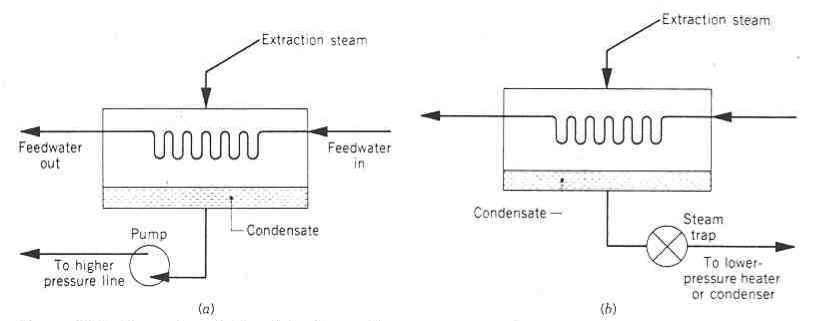 Extraction steam
Feedwater
out
Feedwater
in
Condensate
Pump
To higher
pressure line
(a)
Extraction steam
Condensate
Steam
trap
To lower-
pressure heater
or condenser
(b)